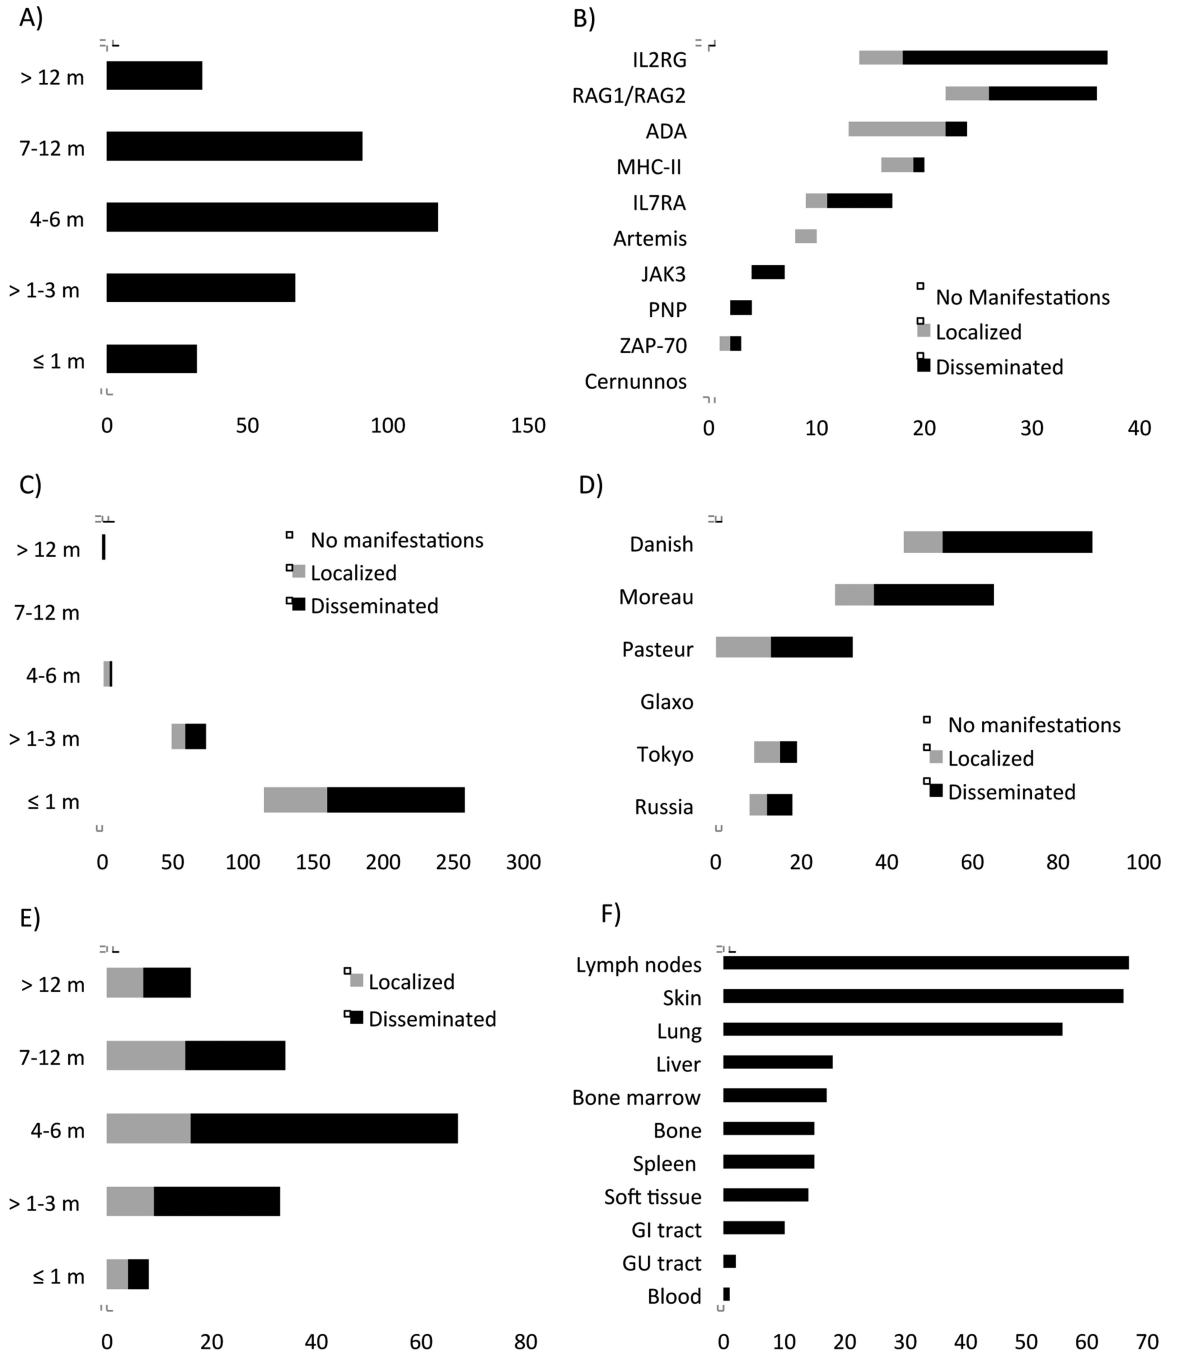 A)
> 12 m
7-12 m
4-6 m
> 1-3 m
≤ 1 m
0 50 100 150
B)
IL2RG
RAG1/RAG2
ADA
MHC-II
IL7RA
Artemis
JAK3
PNP
ZAP-70
Cernunnos
No Manifestations
Localized
Disseminated
0 10 20 30 40
C)
> 12 m
7-12 m
4-6 m
> 1-3 m
≤ 1 m
No manifestations
Localized
Disseminated
0 50 100 150 200 250 300
D)
Danish
Moreau
Pasteur
Glaxo
Tokyo
Russia
No manifestations
Localized
Disseminated
0 20 40 60 80 100
E)
> 12 m
7-12 m
4-6 m
> 1-3 m
≤ 1 m
Localized
Disseminated
0 20 40 60 80
F)
Lymph nodes
Skin
Lung
Liver
Bone marrow
Bone
Spleen
Soft tissue
GI tract
GU tract
Blood
0 10 20 30 40 50 60 70